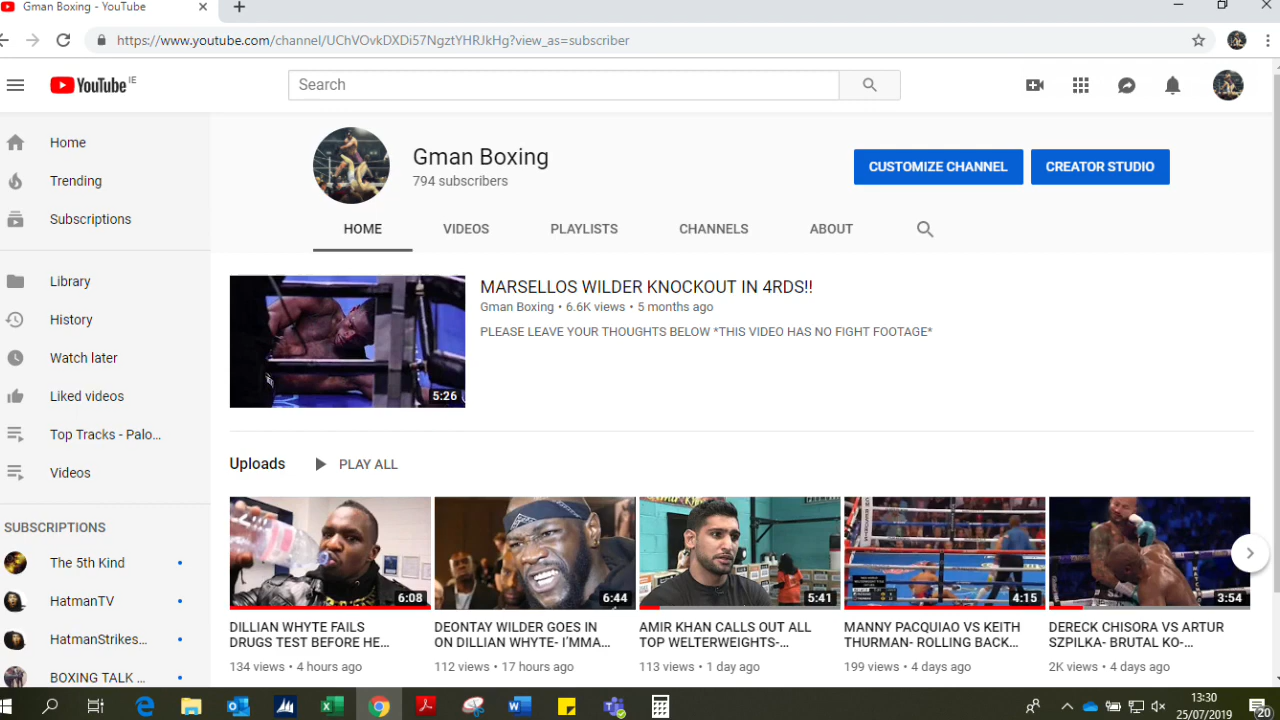 Gman Boxing - YouTube
https://www.youtube.com/channel/UChVOvkDXDi57NgztYHRJkHg?view_as=subscriber
YouTube IE
Search
Home
Trending
Subscriptions
Library
History
Watch later
Liked videos
Top Tracks - Palo...
Videos
SUBSCRIPTIONS
The 5th Kind
HatmanTV
HatmanStrikes...
BOXING TALK ...
Gman Boxing
794 subscribers
CUSTOMIZE CHANNEL
CREATOR STUDIO
HOME VIDEOS PLAYLISTS CHANNELS ABOUT
5:26
MARSELLOS WILDER KNOCKOUT IN 4RDS!!
Gman Boxing • 6.6K views • 5 months ago
PLEASE LEAVE YOUR THOUGHTS BELOW *THIS VIDEO HAS NO FIGHT FOOTAGE*
Uploads PLAY ALL
6:08
DILLIAN WHYTE FAILS
DRUGS TEST BEFORE HE...
134 views • 4 hours ago
6:44
DEONTAY WILDER GOES IN
ON DILLIAN WHYTE- I'MMA...
112 views • 17 hours ago
5:41
AMIR KHAN CALLS OUT ALL
TOP WELTERWEIGHTS-...
113 views • 1 day ago
4:15
MANNY PACQUIAO VS KEITH
THURMAN- ROLLING BACK...
199 views • 4 days ago
3:54
DERECK CHISORA VS ARTUR
SZPILKA- BRUTAL KO-...
2K views • 4 days ago
13:30
25/07/2019
20